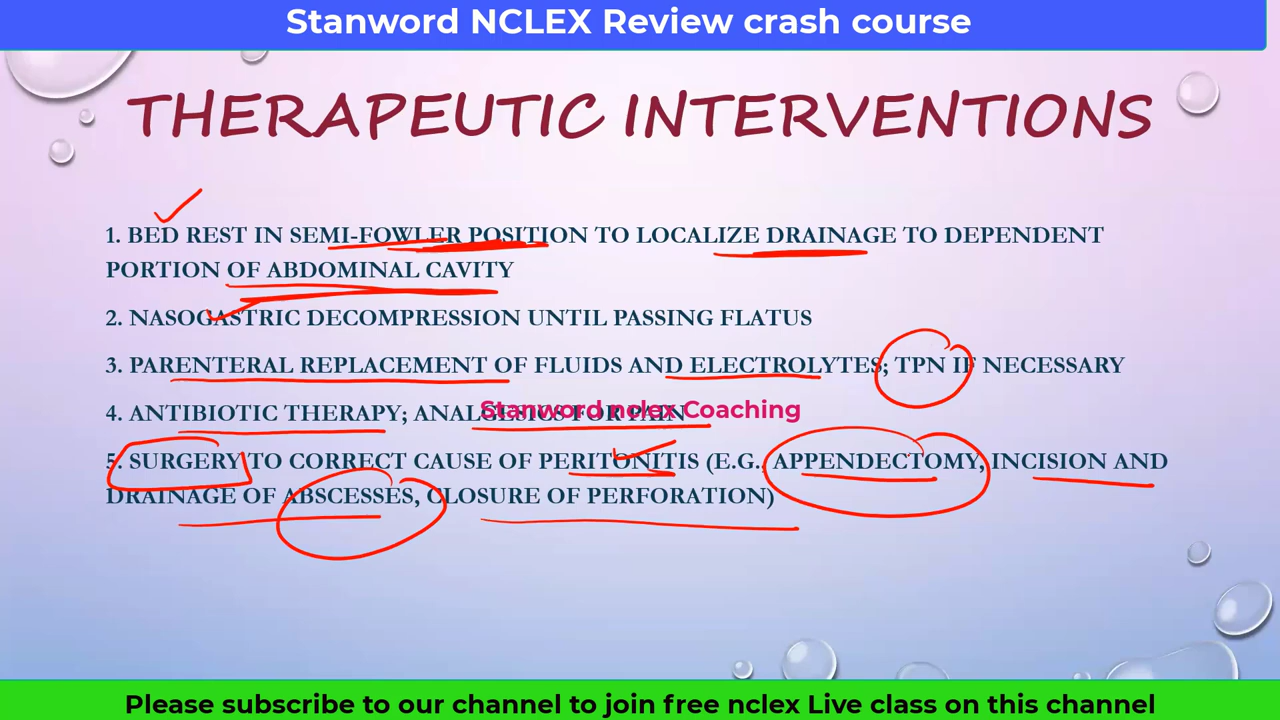 Stanword NCLEX Review crash course
THERAPEUTIC INTERVENTIONS
1. BED REST IN SEMI-FOWLER POSITION TO LOCALIZE DRAINAGE TO DEPENDENT
PORTION OF ABDOMINAL CAVITY
2. NASOGASTRIC DECOMPRESSION UNTIL PASSING FLATUS
3. PARENTERAL REPLACEMENT OF FLUIDS AND ELECTROLYTES; TPN IF NECESSARY
4. ANTIBIOTIC THERAPY; ANALGESICS FOR PAIN
Stanword nclex Coaching
5. SURGERY TO CORRECT CAUSE OF PERITONITIS (E.G., APPENDECTOMY, INCISION AND
DRAINAGE OF ABSCESSES, CLOSURE OF PERFORATION)
Please subscribe to our channel to join free nclex Live class on this channel